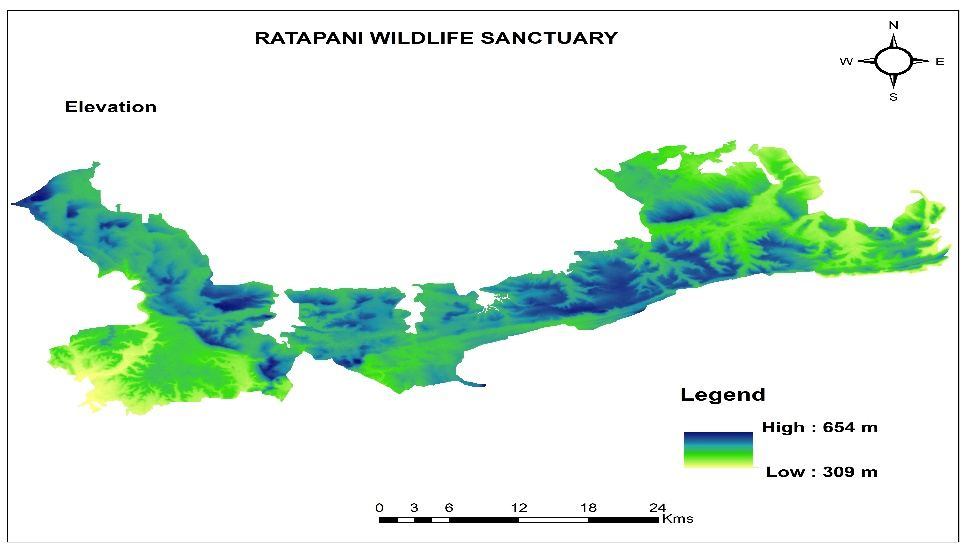 RATAPANI WILDLIFE SANCTUARY
N
W E
S
Elevation
Legend
High : 654 m
Low : 309 m
0 3 6 12 18 24
Kms